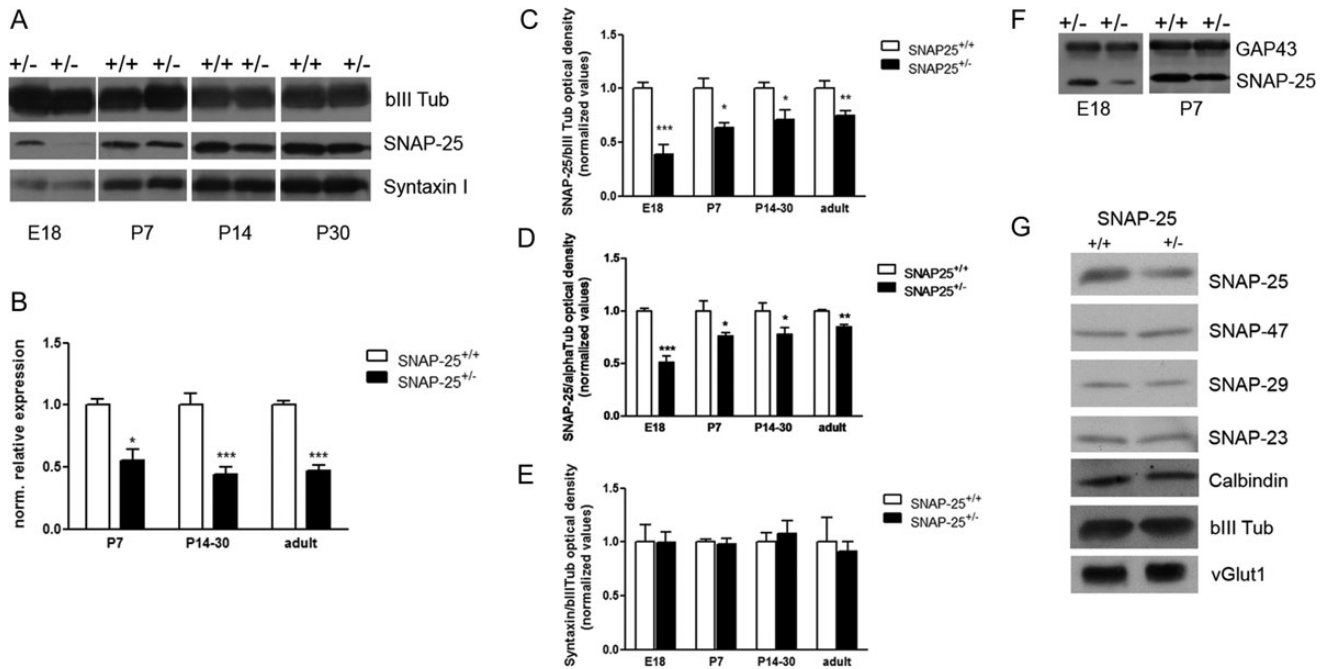 A
+/- +/- +/+ +/- +/+ +/- +/+ +/-
bIII Tub
SNAP-25
Syntaxin I
E18 P7 P14 P30
B
norm. relative expression
1.5
1.0
0.5
0.0
P7 P14-30 adult
* *** ***
SNAP-25+/+
SNAP-25+/-
C
SNAP-25/bIII Tub optical density
(normalized values)
1.5
1.0
0.5
0.0
*** * * **
E18 P7 P14-30 adult
SNAP25+/+
SNAP25+/-
D
SNAP-25/alphaTub optical density
(normalized values)
1.5
1.0
0.5
0.0
*** * * **
E18 P7 P14-30 adult
SNAP25+/+
SNAP25+/-
E
Syntaxin/bIIITub optical density
(normalized values)
1.5
1.0
0.5
0.0
E18 P7 P14-30 adult
SNAP-25+/+
SNAP-25+/-
F
+/- +/- +/+ +/-
GAP43
SNAP-25
E18 P7
G
SNAP-25
+/+ +/-
SNAP-25
SNAP-47
SNAP-29
SNAP-23
Calbindin
bIII Tub
vGlut1